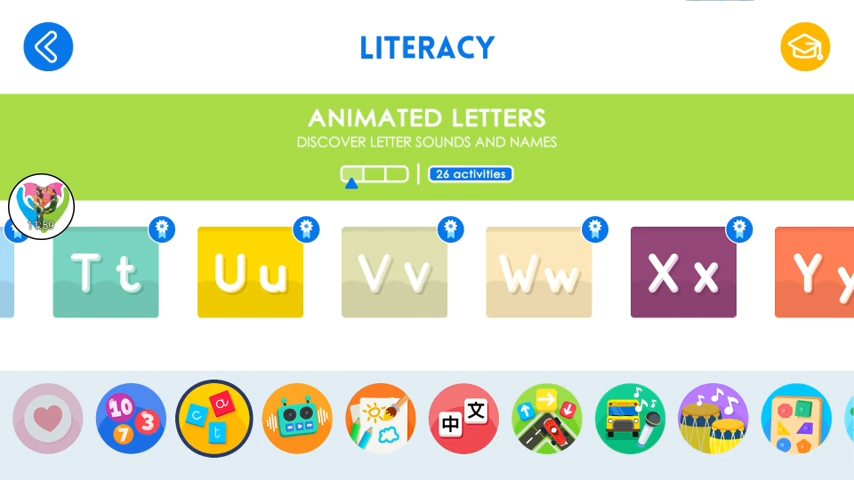 LITERACY
ANIMATED LETTERS
DISCOVER LETTER SOUNDS AND NAMES
26 activities
Tt Uu Vv Ww Xx Yy
10 3 7
c a t
中 文